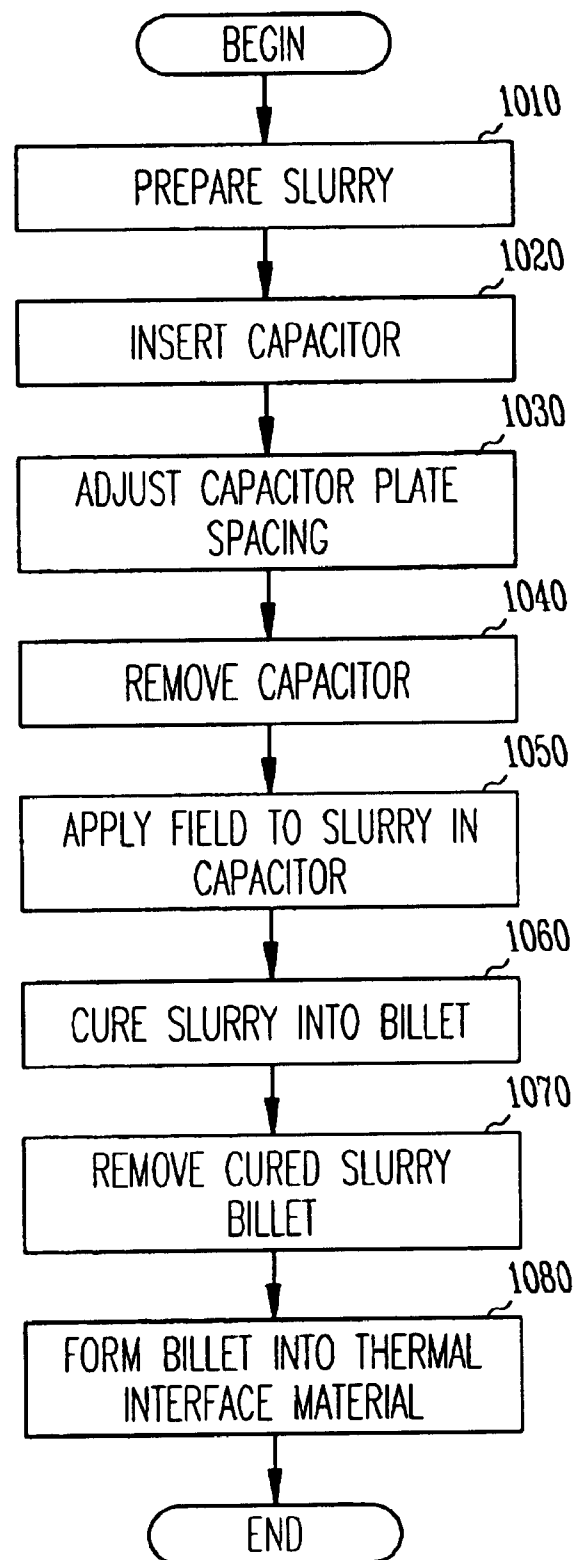 BEGIN
1010
PREPARE SLURRY
1020
INSERT CAPACITOR
1030
ADJUST CAPACITOR PLATE
SPACING
1040
REMOVE CAPACITOR
1050
APPLY FIELD TO SLURRY IN
CAPACITOR
1060
CURE SLURRY INTO BILLET
1070
REMOVE CURED SLURRY
BILLET
1080
FORM BILLET INTO THERMAL
INTERFACE MATERIAL
END